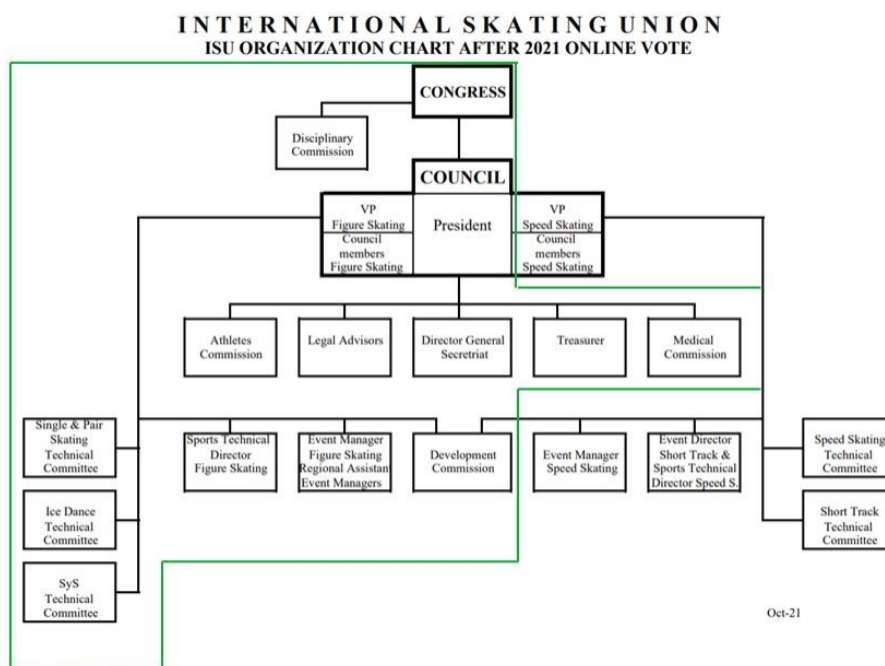 INTERNATIONAL SKATING UNION
ISU ORGANIZATION CHART AFTER 2021 ONLINE VOTE
CONGRESS
Disciplinary
Commission
COUNCIL
VP
Figure Skating
Council
members
Figure Skating
President
VP
Speed Skating
Council
members
Speed Skating
Athletes
Commission
Legal Advisors
Director General
Secretriat
Treasurer
Medical
Commission
Single & Pair
Skating
Technical
Committee
Sports Technical
Director
Figure Skating
Event Manager
Figure Skating
Regional Assistant
Event Managers
Development
Commission
Event Manager
Speed Skating
Event Director
Short Track &
Sports Technical
Director Speed S.
Speed Skating
Technical
Committee
Ice Dance
Technical
Committee
Short Track
Technical
Committee
SyS
Technical
Committee
Oct-21